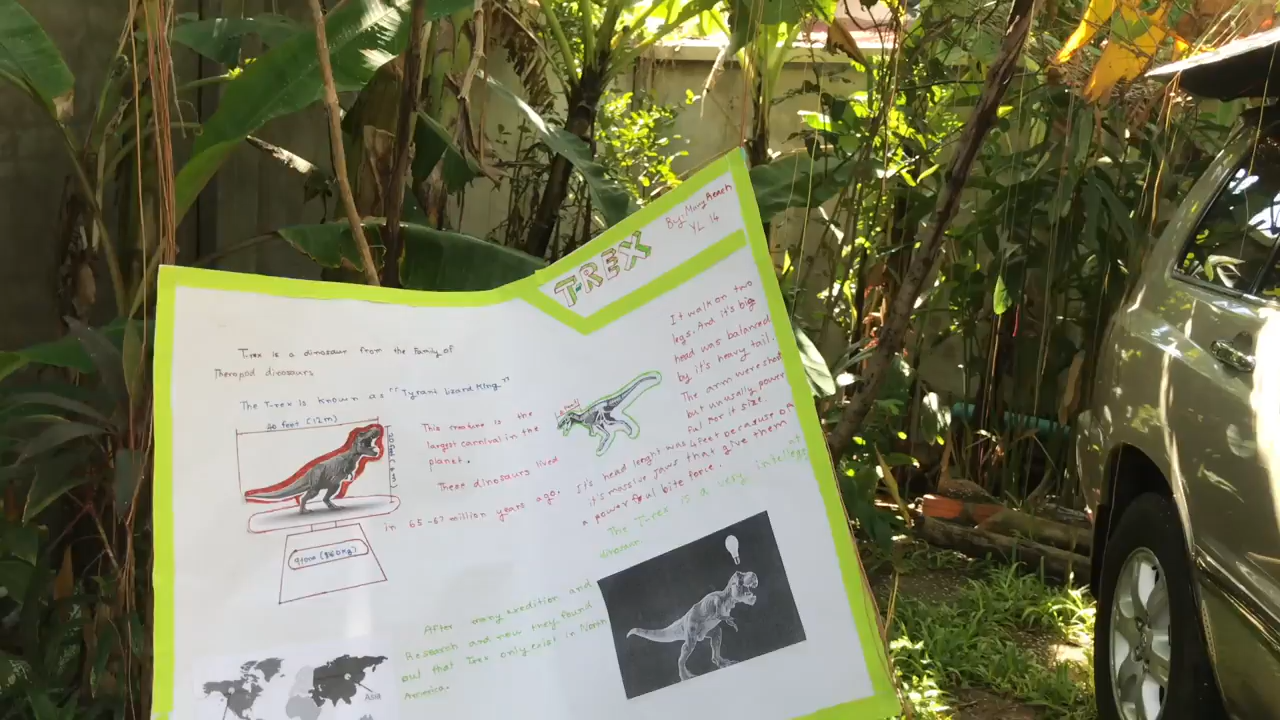 T-REX
By: Mary
YL 14
T-rex is a dinosaur from the family of
Theropod dinosaurs
The T-rex is known as "Tyrant lizard King"
40 feet (12m)
This creature is the
largest carnival in the
planet.
These dinosaurs lived
in 65-67 million years ago.
It walk on two
legs. And it's big
head was balanced
by it's heavy tail.
The arm were short
but unusally power
ful for it size.
It's head lenght was 4 feet because of
it's massive jaws that give them
a powerful bite force.
The T-rex is a very intelleg
dinosaur
After many and
Research and now they found
out that T-rex only exist in North
America.
Asia